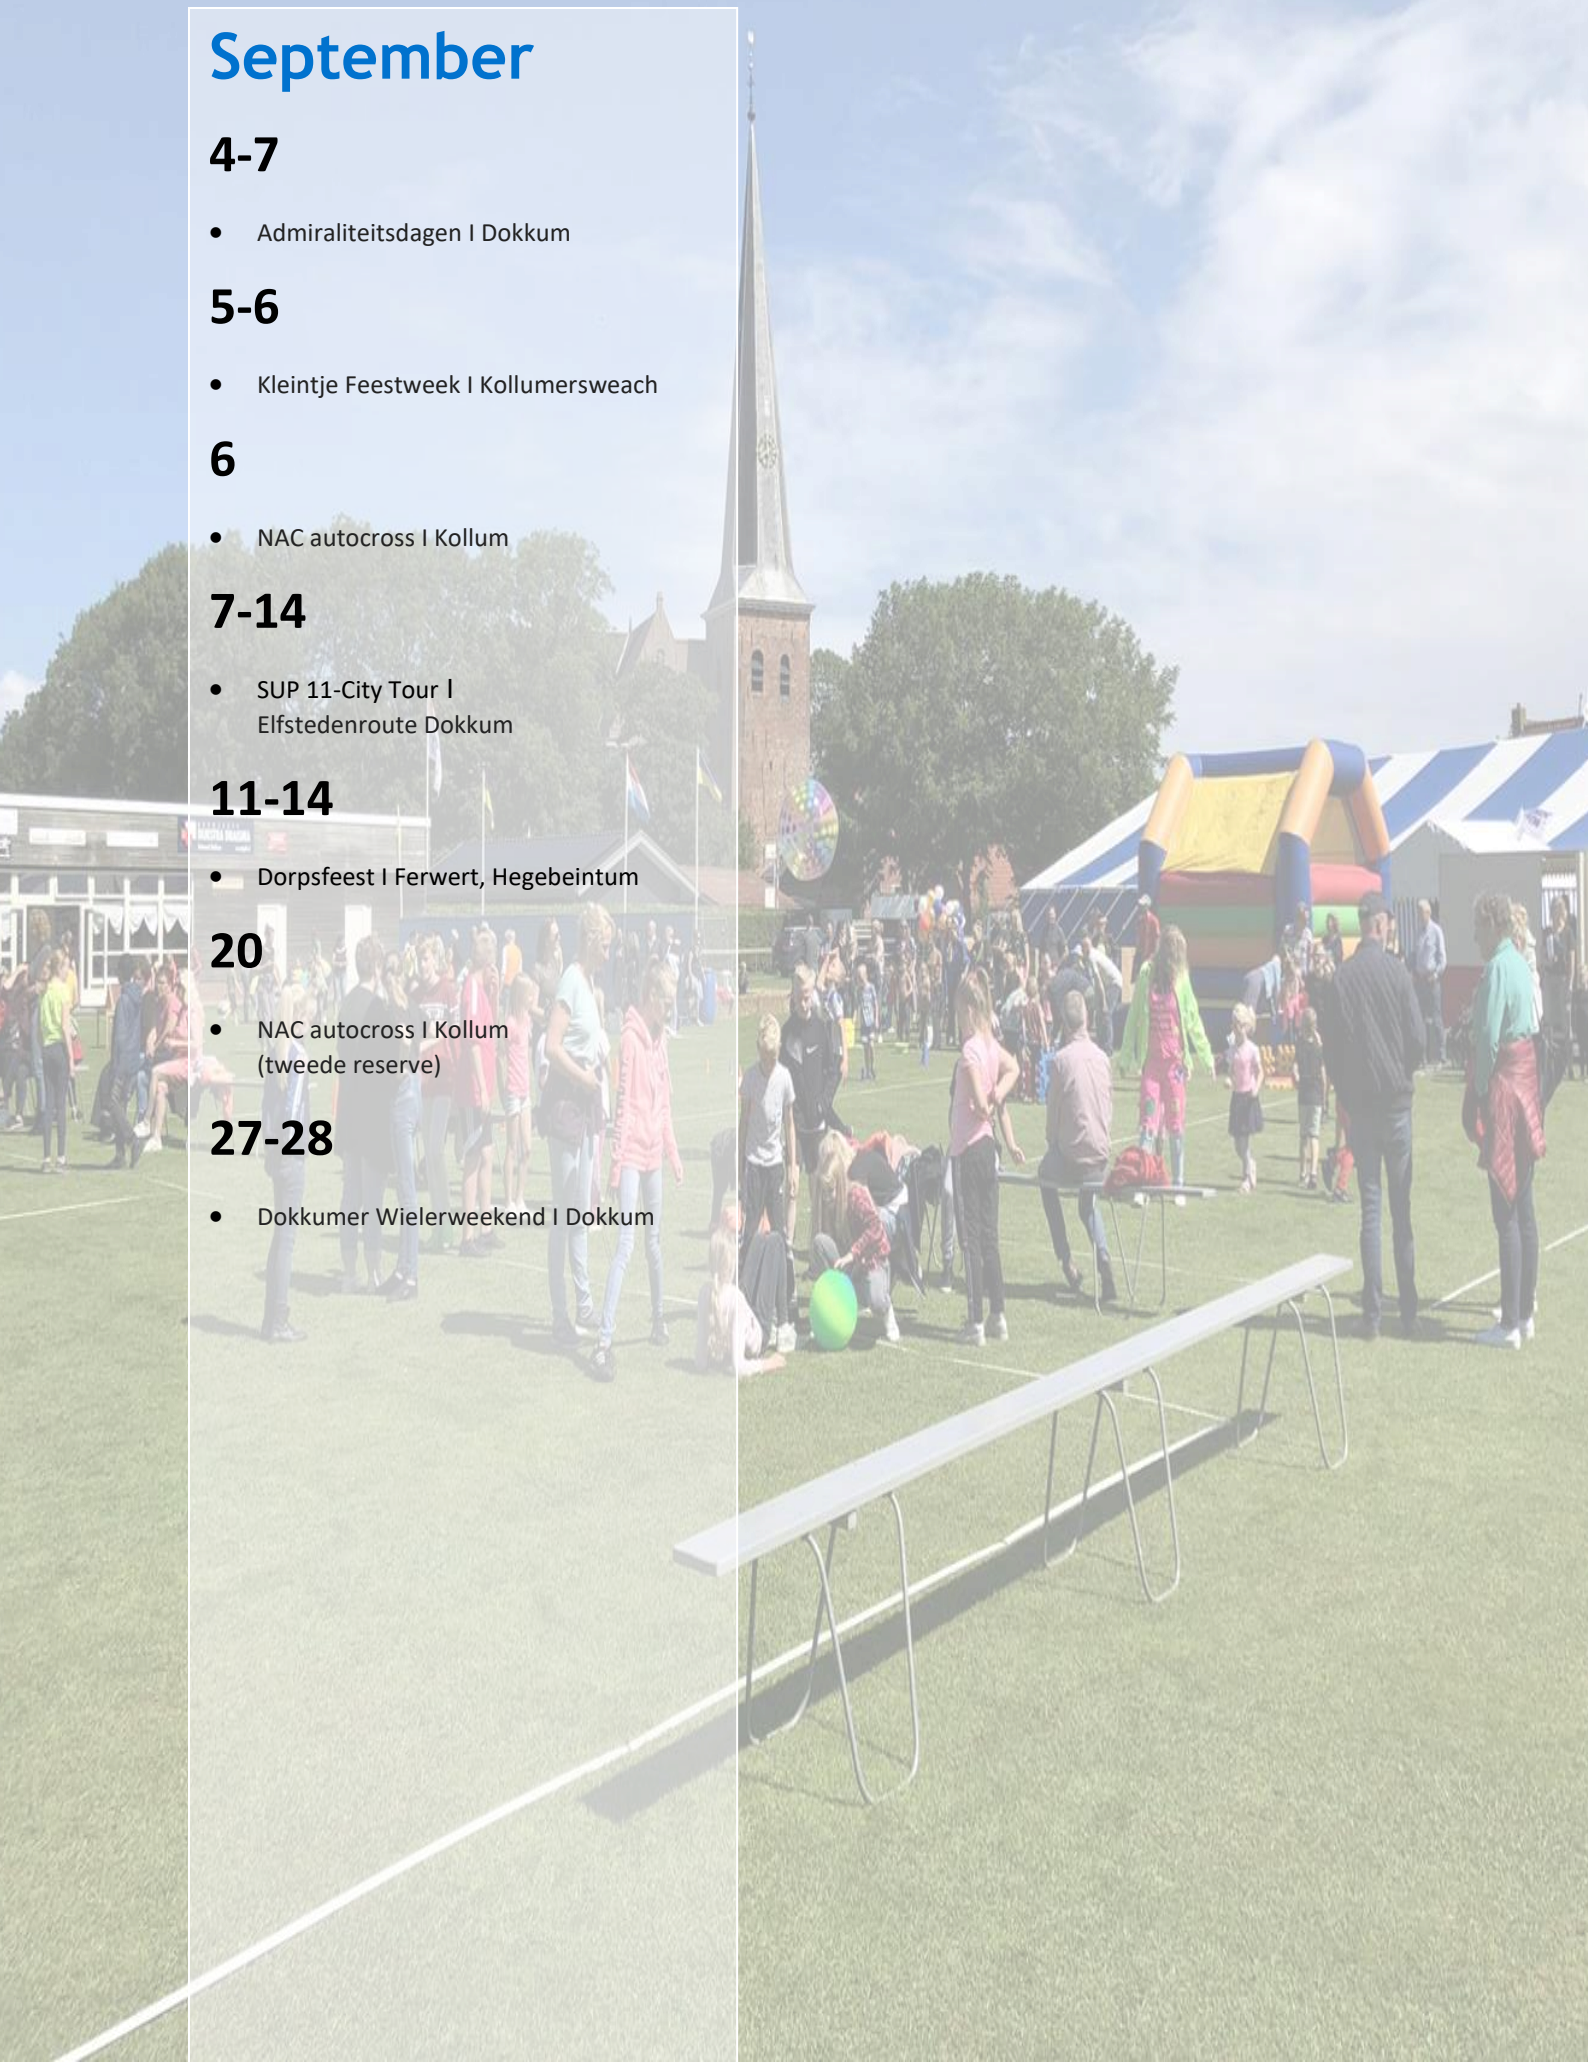 September
4-7
• Admiraliteitsdagen I Dokkum
5-6
• Kleintje Feestweek I Kollumersweach
6
• NAC autocross I Kollum
7-14
• SUP 11-City Tour I
Elfstedenroute Dokkum
11-14
• Dorpsfeest I Ferwert, Hegebeintum
20
• NAC autocross I Kollum
(tweede reserve)
27-28
• Dokkumer Wielerweekend I Dokkum